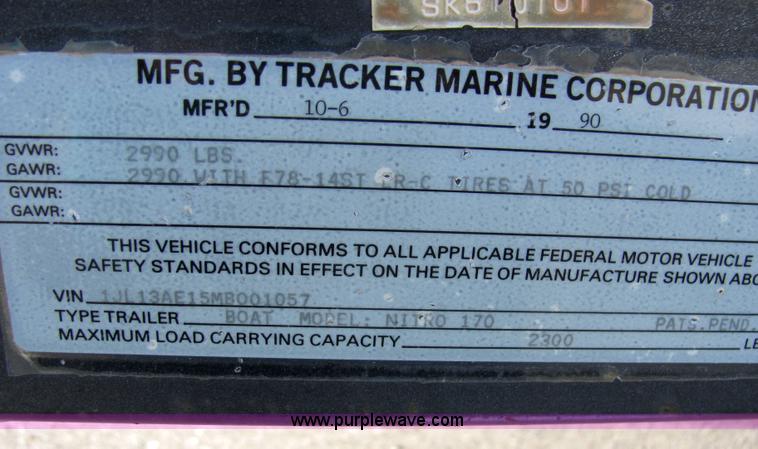 MFG. BY TRACKER MARINE CORPORATION
MFR'D 10-6 19 90
GVWR: 2990 LBS.
GAWR: 2990 WITH F78-14ST PR-C TIRES AT 50 PSI COLD
GVWR:
GAWR:
THIS VEHICLE CONFORMS TO ALL APPLICABLE FEDERAL MOTOR VEHICLE
SAFETY STANDARDS IN EFFECT ON THE DATE OF MANUFACTURE SHOWN ABO
VIN 1JL13AE15MB001057
TYPE TRAILER BOAT MODEL: NITRO 170 PATS.PEND.
MAXIMUM LOAD CARRYING CAPACITY 2300 LB
www.purplewave.com